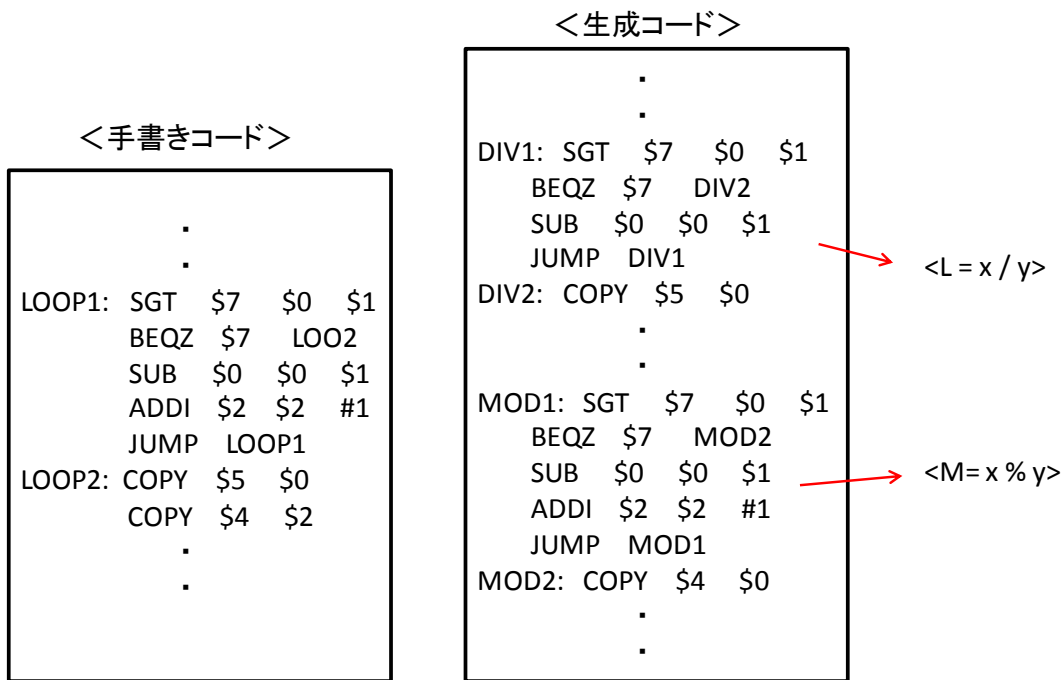 ＜手書きコード＞
・
・
LOOP1: SGT $7 $0 $1
BEQZ $7 LOO2
SUB $0 $0 $1
ADDI $2 $2 #1
JUMP LOOP1
LOOP2: COPY $5 $0
COPY $4 $2
・
・
＜生成コード＞
・
・
DIV1: SGT $7 $0 $1
BEQZ $7 DIV2
SUB $0 $0 $1
JUMP DIV1
DIV2: COPY $5 $0
・
・
MOD1: SGT $7 $0 $1
BEQZ $7 MOD2
SUB $0 $0 $1
ADDI $2 $2 #1
JUMP MOD1
MOD2: COPY $4 $0
・
・
<L = x / y>
<M= x % y>